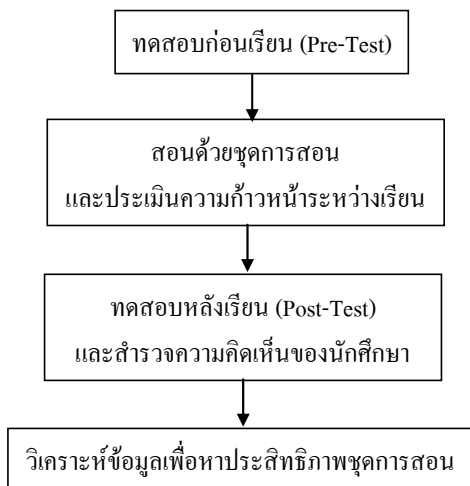 ทดสอบก่อนเรียน (Pre-Test)
สอนด้วยชุดการสอน
และประเมินความก้าวหน้าระหว่างเรียน
ทดสอบหลังเรียน (Post-Test)
และสำรวจความคิดเห็นของนักศึกษา
วิเคราะห์ข้อมูลเพื่อหาประสิทธิภาพชุดการสอน